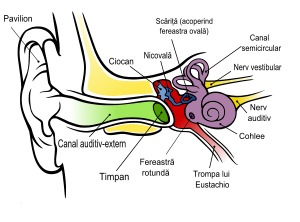 Pavilion
Scăriță (acoperind
fereastra ovală)
Canal
semicircular
Nicovală
Ciocan
Nerv vestibular
Nerv
auditiv
Cohlee
Canal auditiv-extern
Fereastră
rotundă
Timpan
Trompa lui
Eustachio